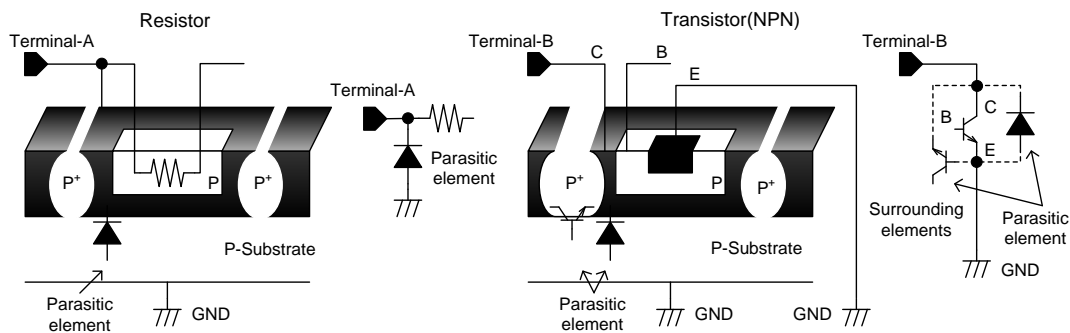 Resistor
Terminal-A
P+
P
P+
P-Substrate
Parasitic
element
GND
Terminal-A
Parasitic
element
Transistor(NPN)
Terminal-B
C
B
E
P+
P
P+
P-Substrate
Parasitic
element
GND
GND
Terminal-B
C
B
E
Surrounding
elements
Parasitic
element
GND